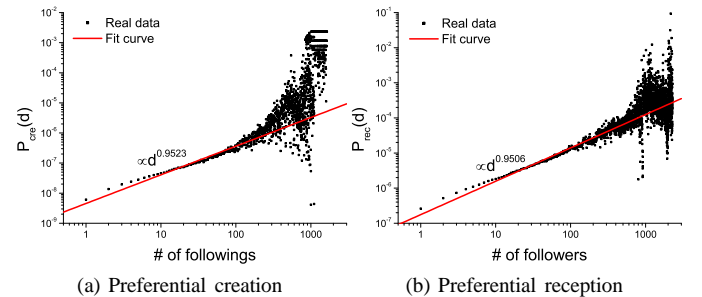 10^-2
10^-3
10^-4
10^-5
10^-6
10^-7
10^-8
10^-9
P_cre(d)
Real data
Fit curve
∝d^0.9523
1 10 100 1000
# of followings
(a) Preferential creation
10^-1
10^-2
10^-3
10^-4
10^-5
10^-6
10^-7
P_rec(d)
Real data
Fit curve
∝d^0.9506
1 10 100 1000
# of followers
(b) Preferential reception